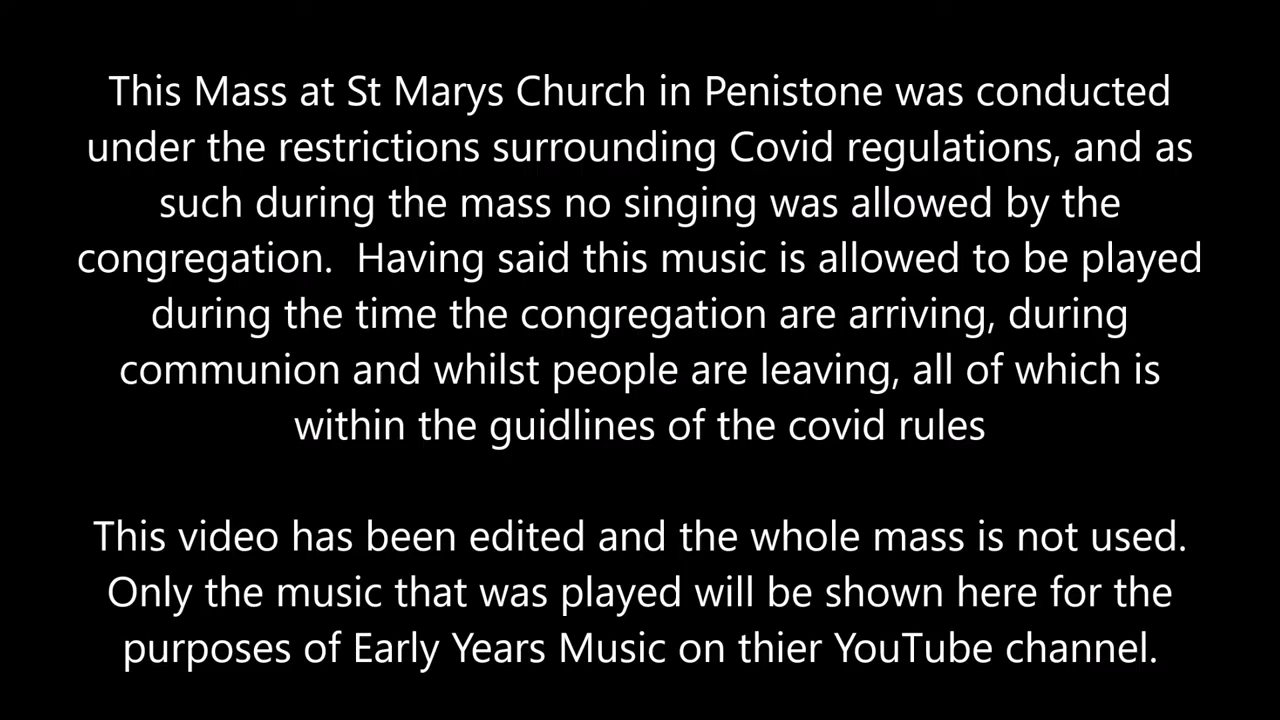 This Mass at St Marys Church in Penistone was conducted
under the restrictions surrounding Covid regulations, and as
such during the mass no singing was allowed by the
congregation.  Having said this music is allowed to be played
during the time the congregation are arriving, during
communion and whilst people are leaving, all of which is
within the guidlines of the covid rules
This video has been edited and the whole mass is not used.
Only the music that was played will be shown here for the
purposes of Early Years Music on thier YouTube channel.